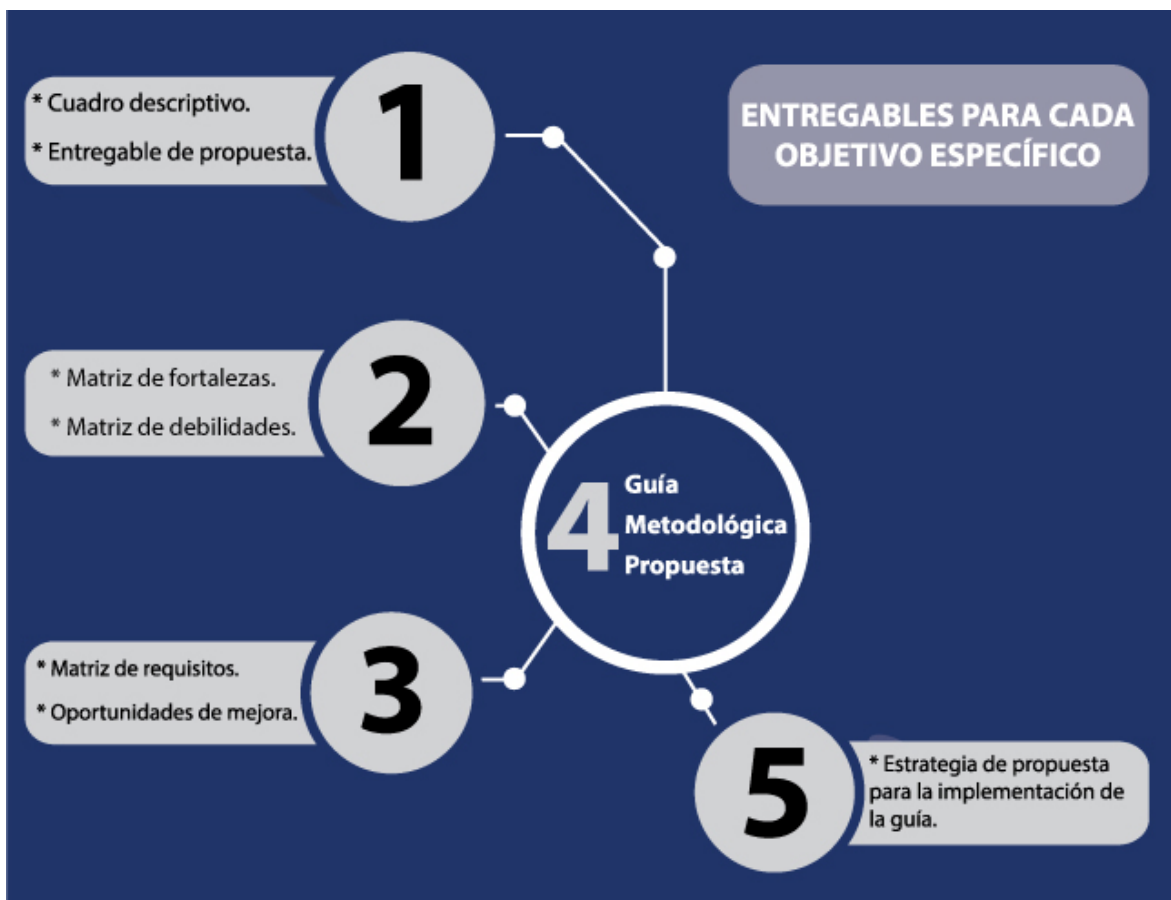 ENTREGABLES PARA CADA
OBJETIVO ESPECÍFICO
* Cuadro descriptivo.
* Entregable de propuesta.
1
* Matriz de fortalezas.
* Matriz de debilidades.
2
* Matriz de requisitos.
* Oportunidades de mejora.
3
4
Guía
Metodológica
Propuesta
5
* Estrategia de propuesta
para la implementación de
la guía.